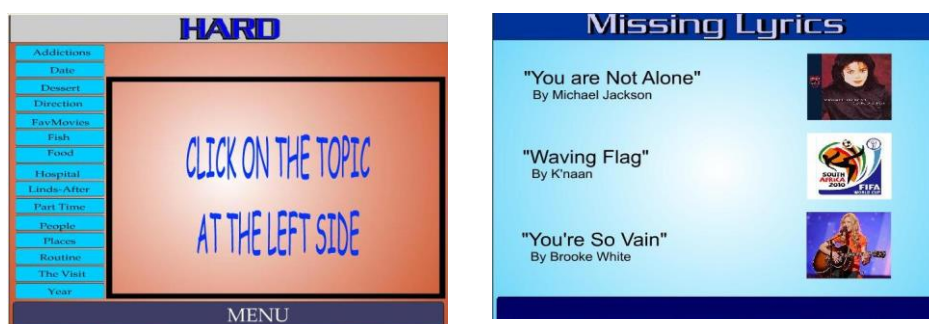 HARD
Addictions
Date
Dessert
Direction
FavMovies
Fish
Food
Hospital
Linds-After
Part Time
People
Places
Routine
The Visit
Year
CLICK ON THE TOPIC
AT THE LEFT SIDE
MENU
Missing Lyrics
"You are Not Alone"
By Michael Jackson
"Waving Flag"
By K'naan
SOUTH
AFRICA
2010
FIFA
WORLD CUP
"You're So Vain"
By Brooke White